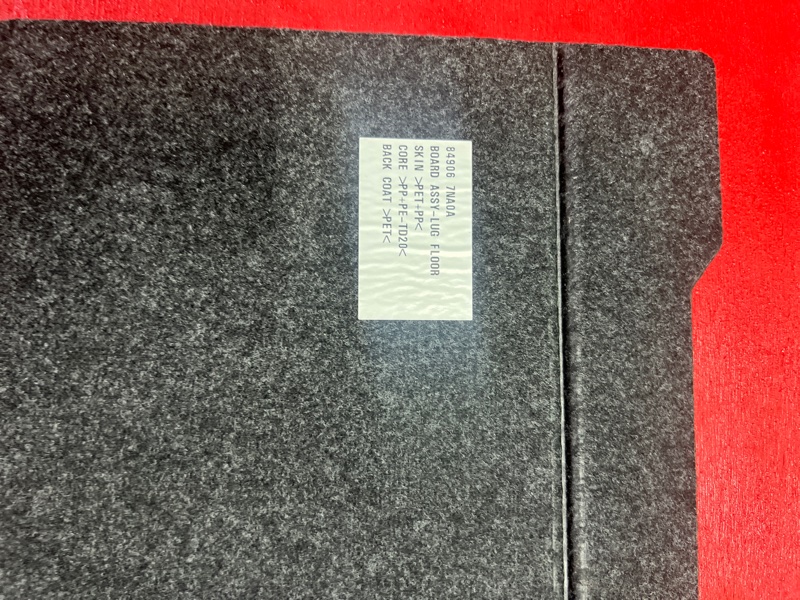 84906 7NA0A
BOARD ASSY-LUG FLOOR
SKIN >PET+PP<
CORE >PP+PE-TD20<
BACK COAT >PET<